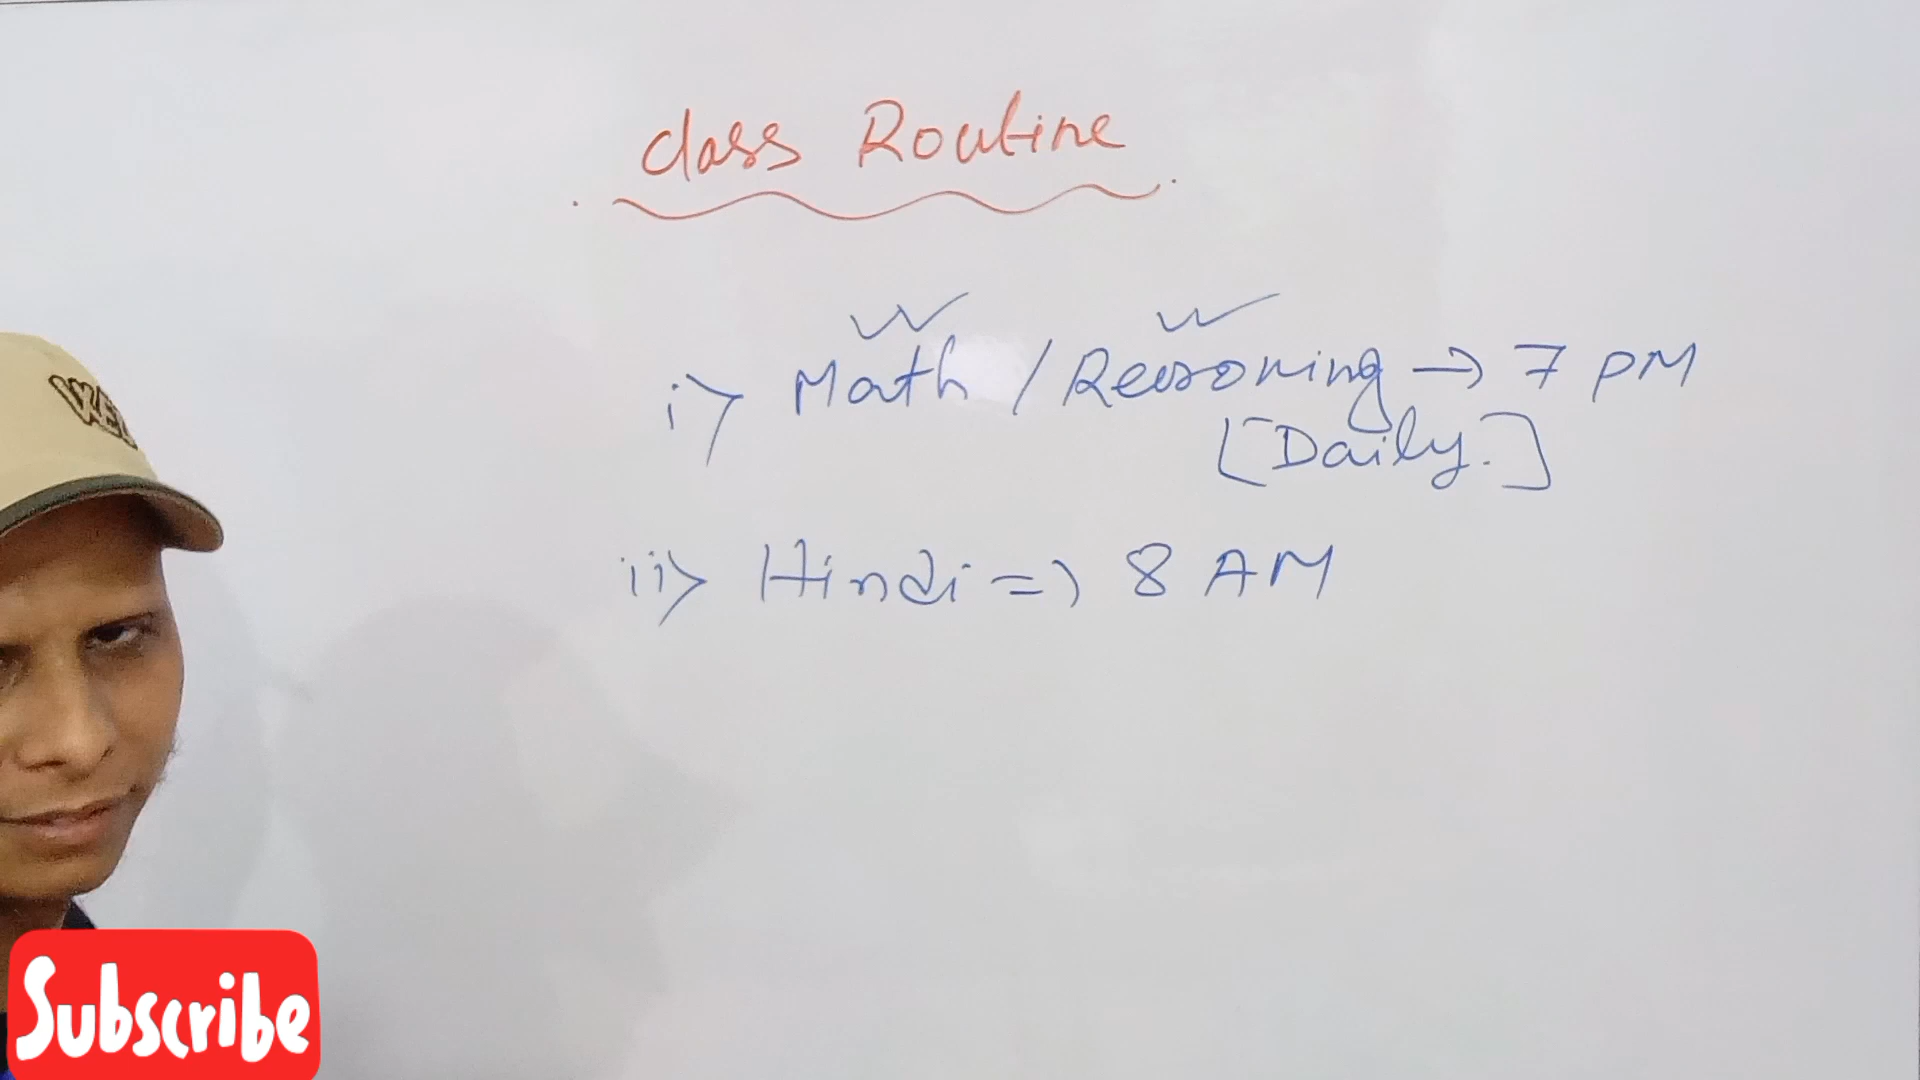 Class Routine
i> Math / Reasoning → 7 PM
[Daily.]
ii> Hindi => 8 AM
Subscribe